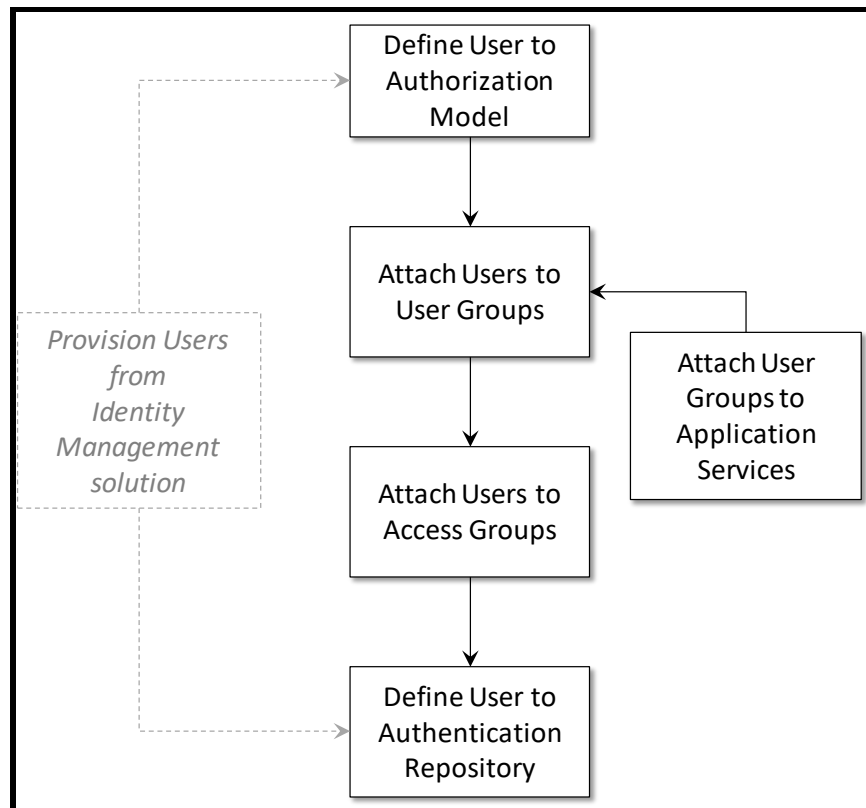 Define User to
Authorization
Model
Attach Users to
User Groups
Provision Users
from
Identity
Management
solution
Attach User
Groups to
Application
Services
Attach Users to
Access Groups
Define User to
Authentication
Repository